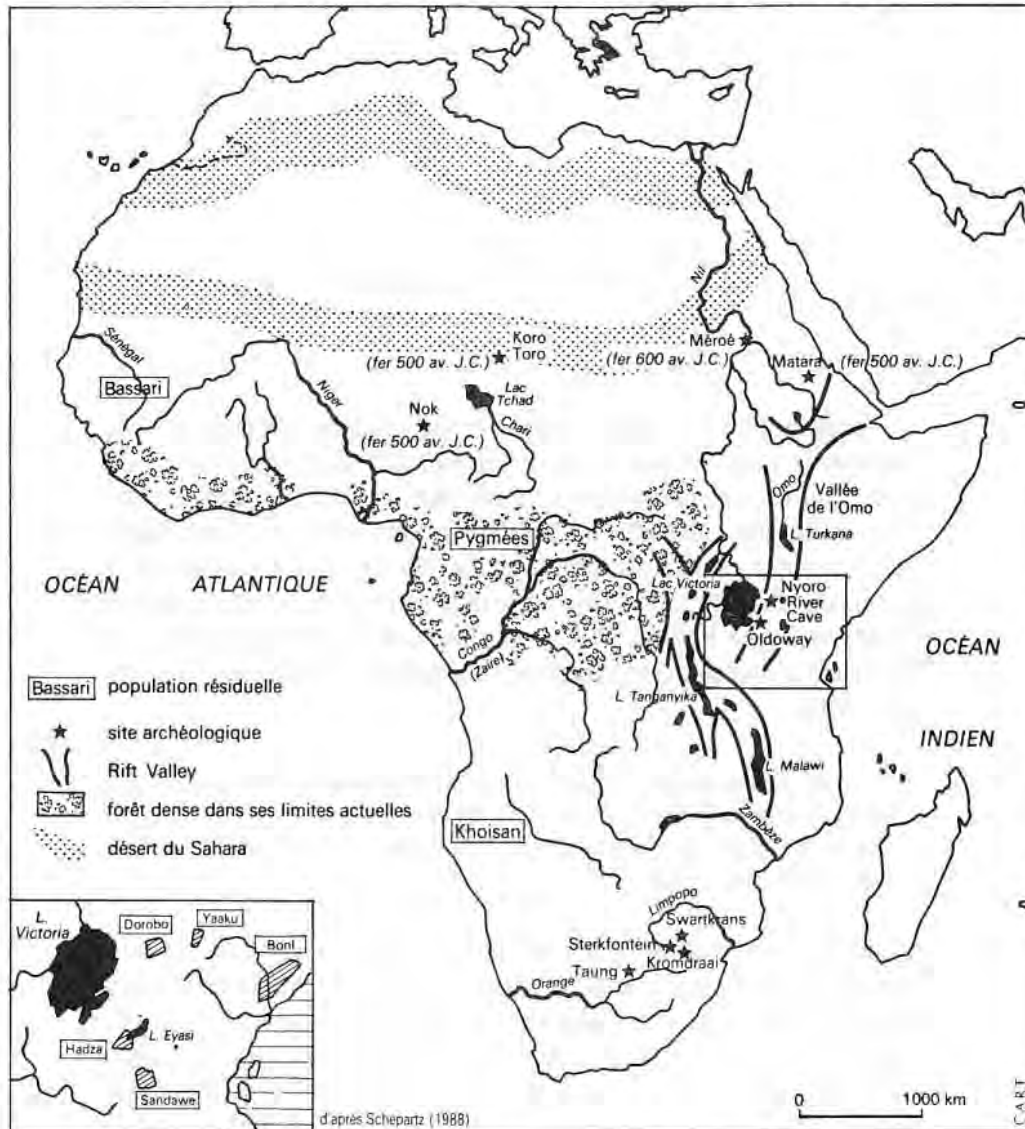 Nil
Sénégal
Koro
Toro
(fer 500 av. J.C.)
Méroé
(fer 600 av. J.C.)
Matara
(fer 500 av. J.C.)
Bassari
Niger
Lac
Tchad
Chari
Nok
(fer 500 av. J.C.)
Omo
Vallée
de l'Omo
L. Turkana
Pygmées
OCÉAN ATLANTIQUE
Lac Victoria
Nyoro
River
Cave
Oldoway
Congo
(Zaïre)
OCÉAN
INDIEN
L. Tanganyika
L. Malawi
Bassari population résiduelle
site archéologique
Rift Valley
forêt dense dans ses limites actuelles
désert du Sahara
Khoisan
Zambèze
Limpopo
Swartkrans
Sterkfontein
Kromdraai
Taung
Orange
L.
Victoria
Dorobo
Yaaku
Boni
L. Eyasi
Hadza
Sandawe
d'après Schepartz (1988)
0 1000 km
CART